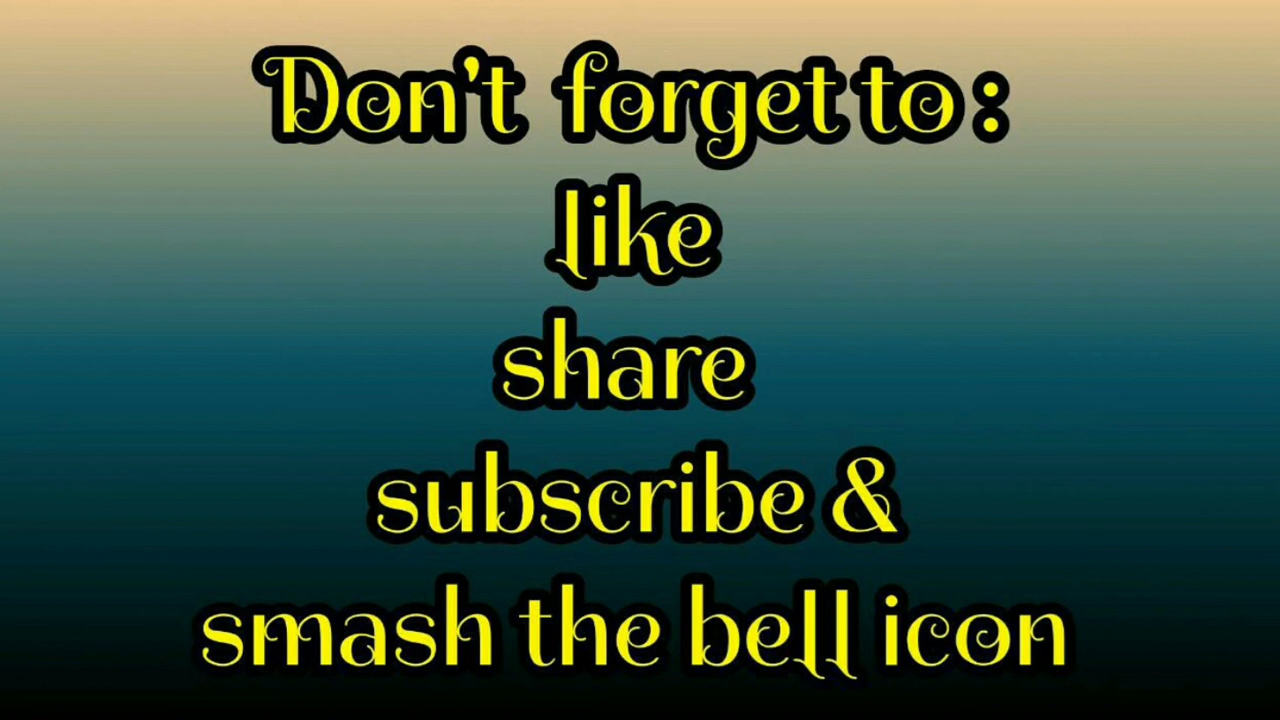 Don't forget to :
like
share
subscribe &
smash the bell icon